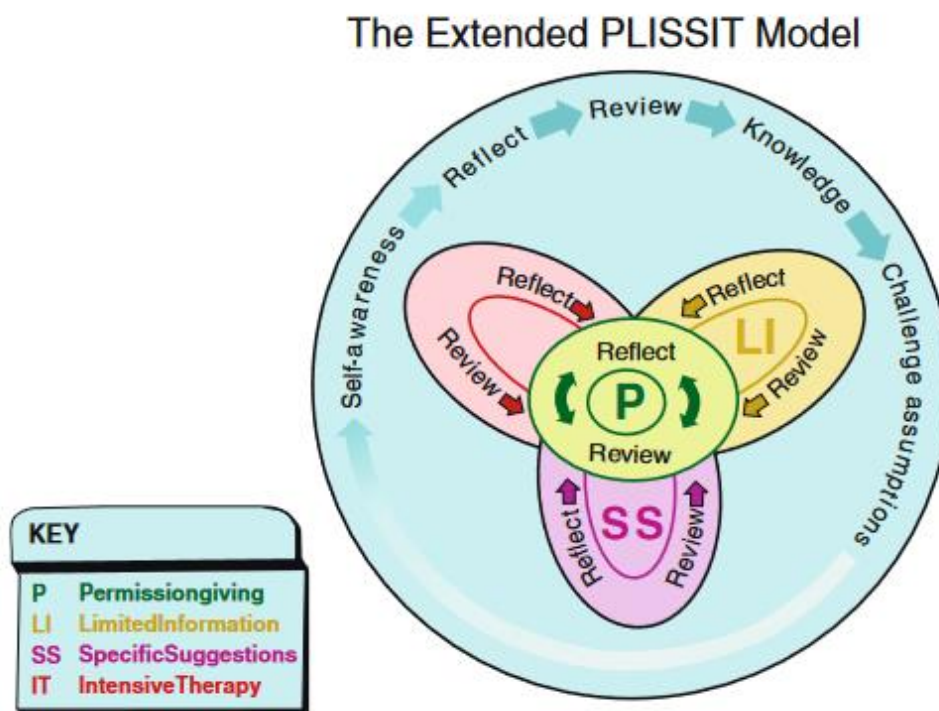 The Extended PLISSIT Model
Self-awareness
Reflect
Review
Knowledge
Challenge assumptions
Reflect
Review
Reflect
LI
Review
Reflect
P
Review
Reflect
SS
Review
KEY
P Permissiongiving
LI LimitedInformation
SS SpecificSuggestions
IT IntensiveTherapy